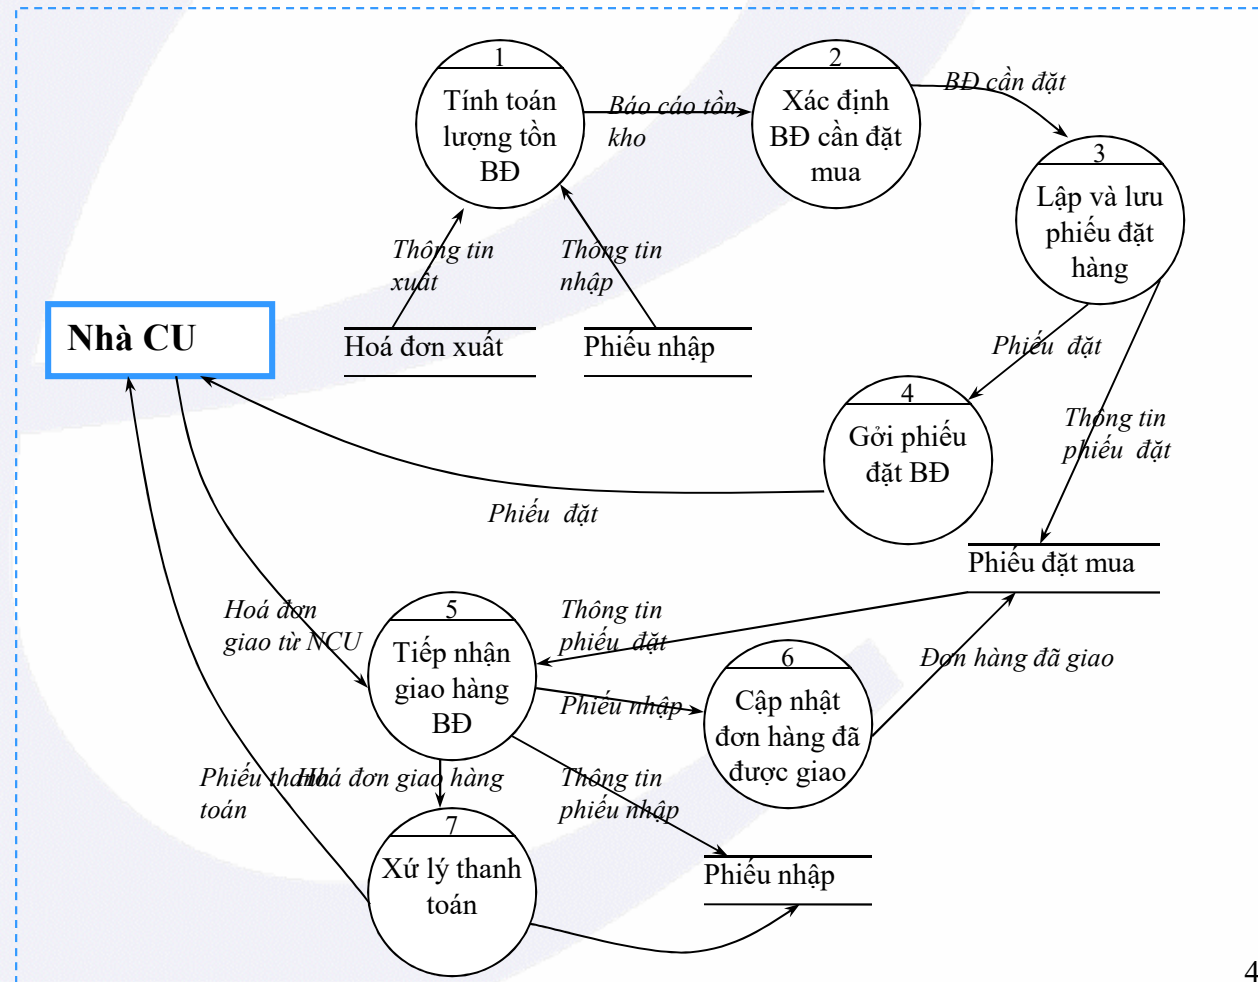 1
Tính toán
lượng tồn
BĐ
Báo cáo tồn
kho
2
Xác định
BĐ cần đặt
mua
BĐ cần đặt
3
Lập và lưu
phiếu đặt
hàng
Thông tin
xuất
Thông tin
nhập
Nhà CU
Hoá đơn xuất
Phiếu nhập
Phiếu đặt
4
Gởi phiếu
đặt BĐ
Thông tin
phiếu đặt
Phiếu đặt
Phiếu đặt mua
Hoá đơn
giao từ NCU
5
Tiếp nhận
giao hàng
BĐ
Thông tin
phiếu đặt
6
Cập nhật
đơn hàng đã
được giao
Đơn hàng đã giao
Phiếu nhập
Phiếu thanh
toán
Hoá đơn giao hàng
Thông tin
phiếu nhập
7
Xử lý thanh
toán
Phiếu nhập
4